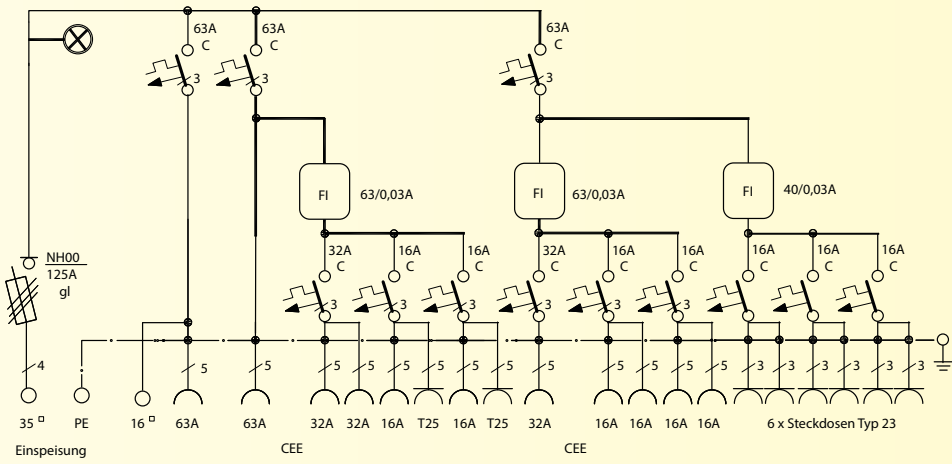 63A 63A 63A
C C C
3 3 3
FI 63/0,03A FI 63/0,03A FI 40/0,03A
32A 16A 16A 32A 16A 16A 16A 16A 16A
C C C C C C C C C
NH00
125A
gl
3 3 3 3 3 3
4 5 5 5 5 5 5 5 5 5 5 5 5 3 3 3 3 3 3
35 □ PE 16 □ 63A 63A 32A 32A 16A T25 16A T25 32A 16A 16A 16A 16A 6 x Steckdosen Typ 23
Einspeisung CEE CEE